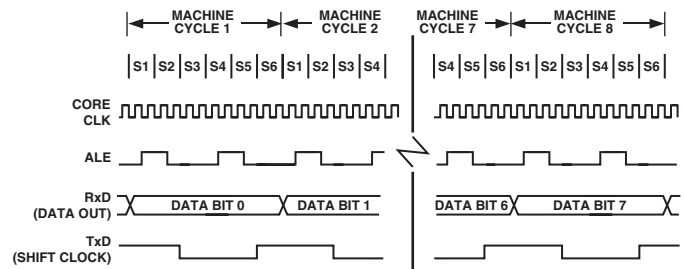 MACHINE CYCLE 1 MACHINE CYCLE 2 MACHINE CYCLE 7 MACHINE CYCLE 8
S1 S2 S3 S4 S5 S6 S1 S2 S3 S4 S4 S5 S6 S1 S2 S3 S4 S5 S6
CORE
CLK
ALE
RxD
(DATA OUT)
DATA BIT 0 DATA BIT 1 DATA BIT 6 DATA BIT 7
TxD
(SHIFT CLOCK)